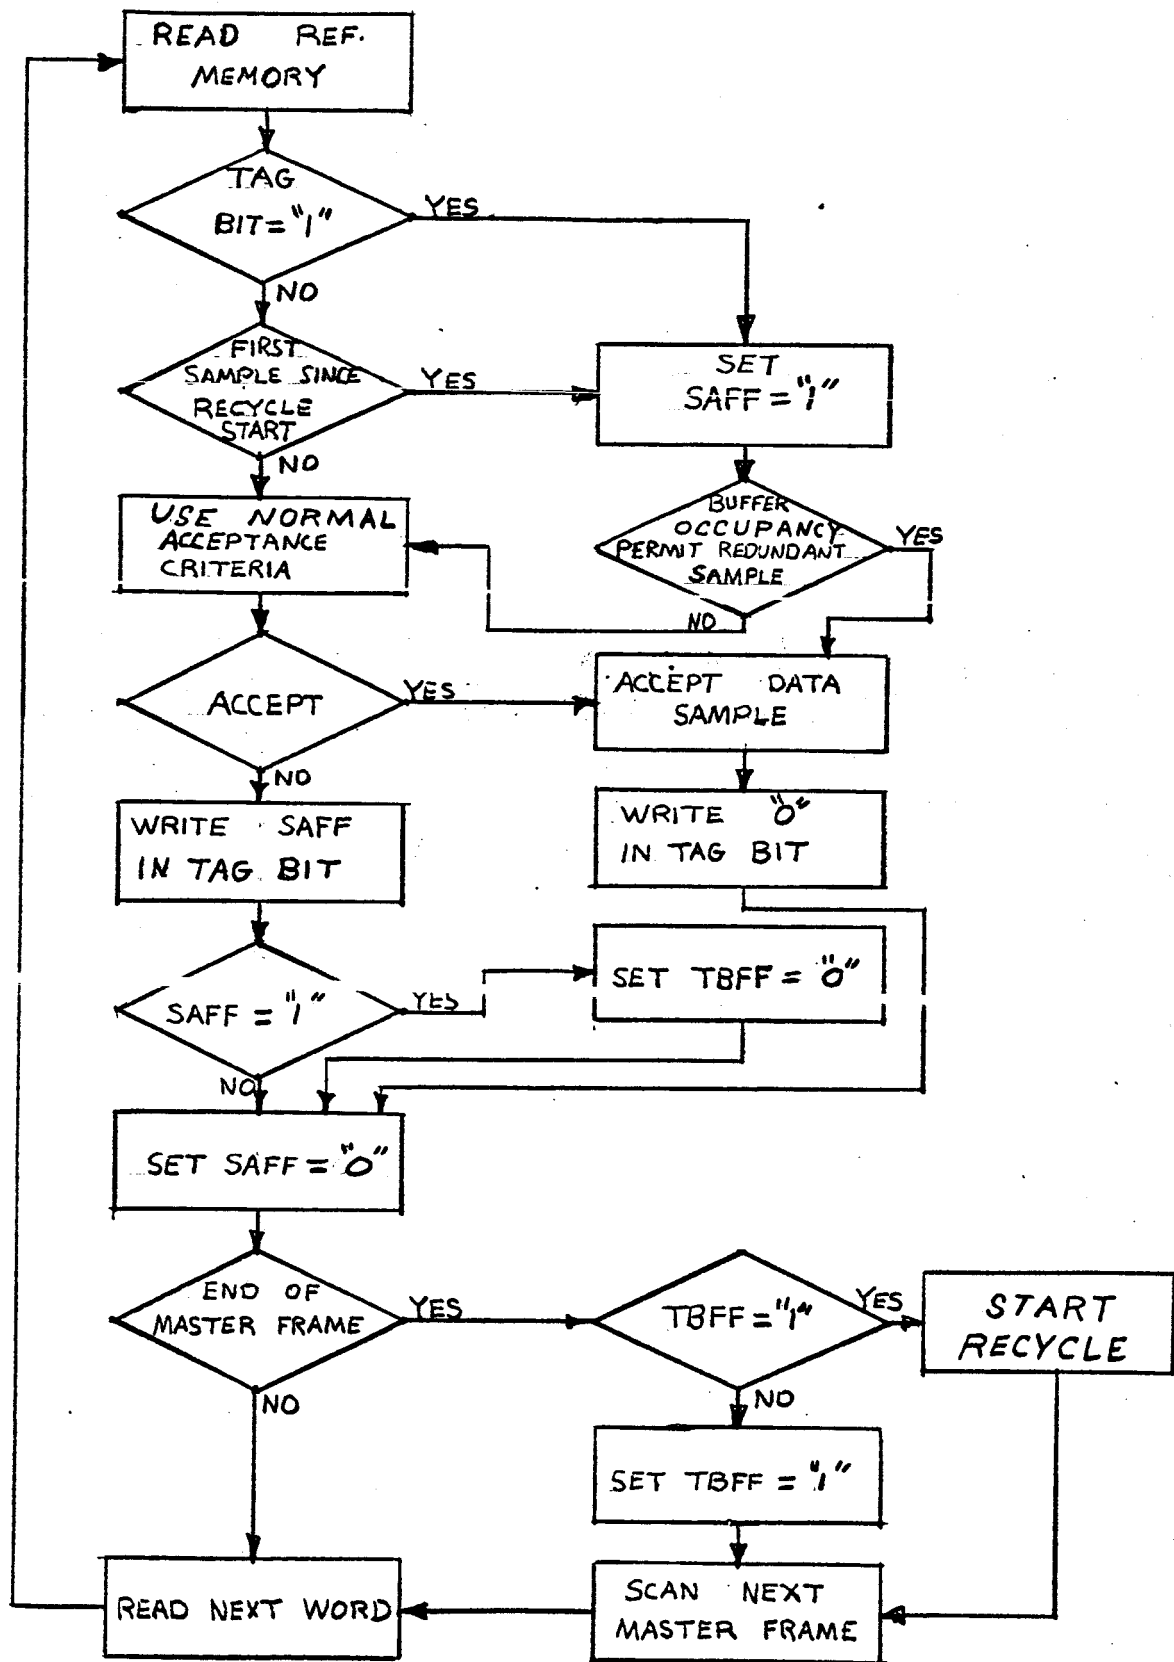 READ REF.
MEMORY
TAG
BIT="1"
YES
NO
FIRST
SAMPLE SINCE
RECYCLE
START
YES
NO
SET
SAFF="1"
USE NORMAL
ACCEPTANCE
CRITERIA
BUFFER
OCCUPANCY
PERMIT REDUNDANT
SAMPLE
YES
NO
ACCEPT
YES
NO
ACCEPT DATA
SAMPLE
WRITE SAFF
IN TAG BIT
WRITE "0"
IN TAG BIT
SAFF = "1"
YES
NO
SET TBFF = "0"
SET SAFF = "0"
END OF
MASTER FRAME
YES
NO
TBFF="1"
YES
NO
START
RECYCLE
SET TBFF = "1"
READ NEXT WORD
SCAN NEXT
MASTER FRAME